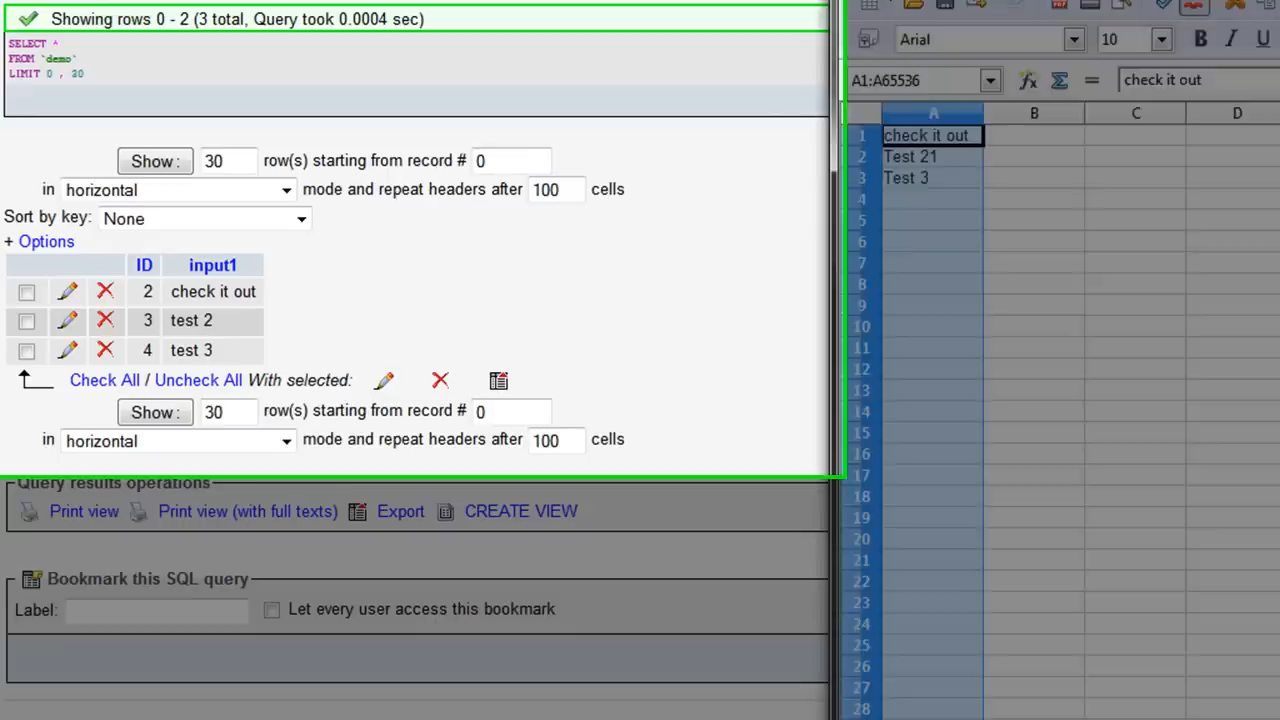 Showing rows 0 - 2 (3 total, Query took 0.0004 sec)
SELECT *
FROM `demo`
LIMIT 0 , 30
Show : 30 row(s) starting from record # 0
in horizontal mode and repeat headers after 100 cells
Sort by key: None
+ Options
ID input1
2 check it out
3 test 2
4 test 3
Check All / Uncheck All With selected:
Show : 30 row(s) starting from record # 0
in horizontal mode and repeat headers after 100 cells
Query results operations
Print view Print view (with full texts) Export CREATE VIEW
Bookmark this SQL query
Label: Let every user access this bookmark
Arial 10 B I U
A1:A65536 fx Σ = check it out
A B C D
1 check it out
2 Test 21
3 Test 3
4
5
6
7
8
9
10
11
12
13
14
15
16
17
18
19
20
21
22
23
24
25
26
27
28